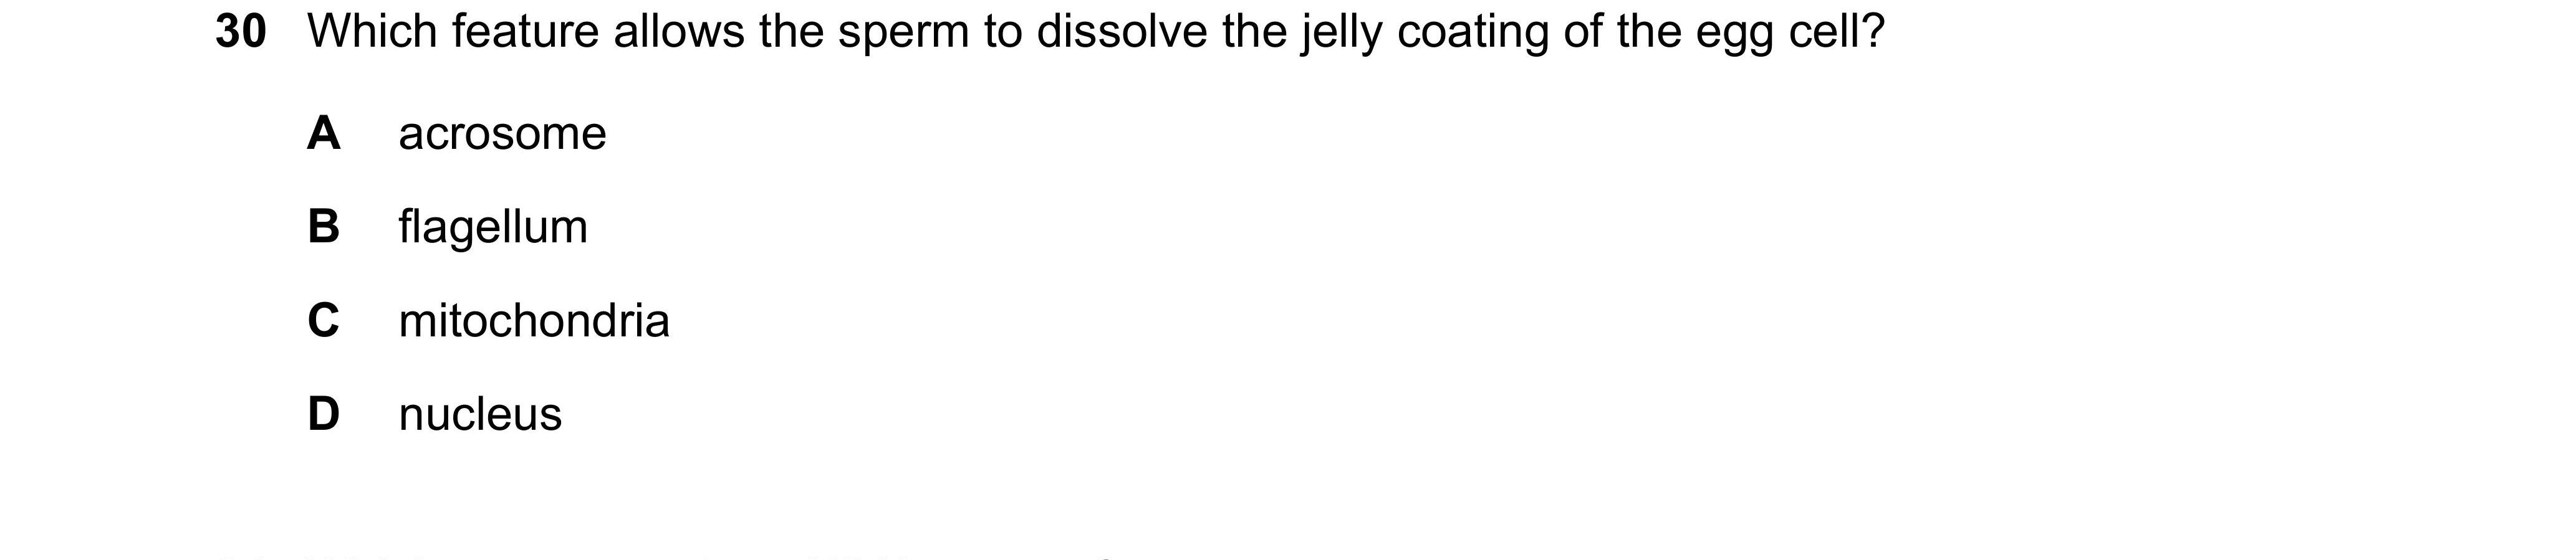 30 Which feature allows the sperm to dissolve the jelly coating of the egg cell?
A acrosome
B flagellum
C mitochondria
D nucleus